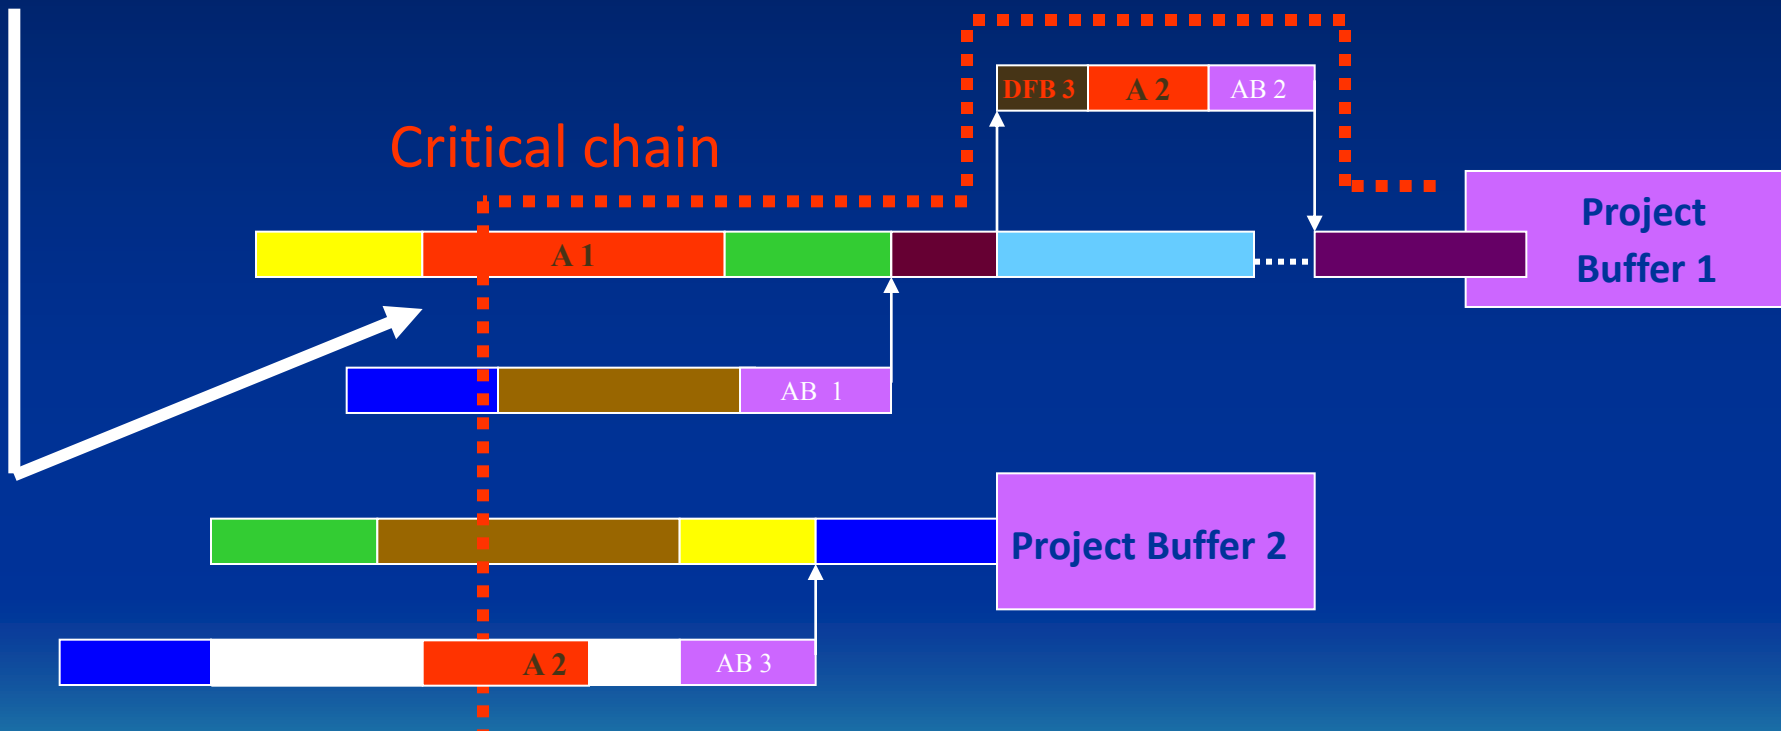 DFB 3 A 2 AB 2
Critical chain
Project
Buffer 1
A 1
AB 1
Project Buffer 2
A 2 AB 3